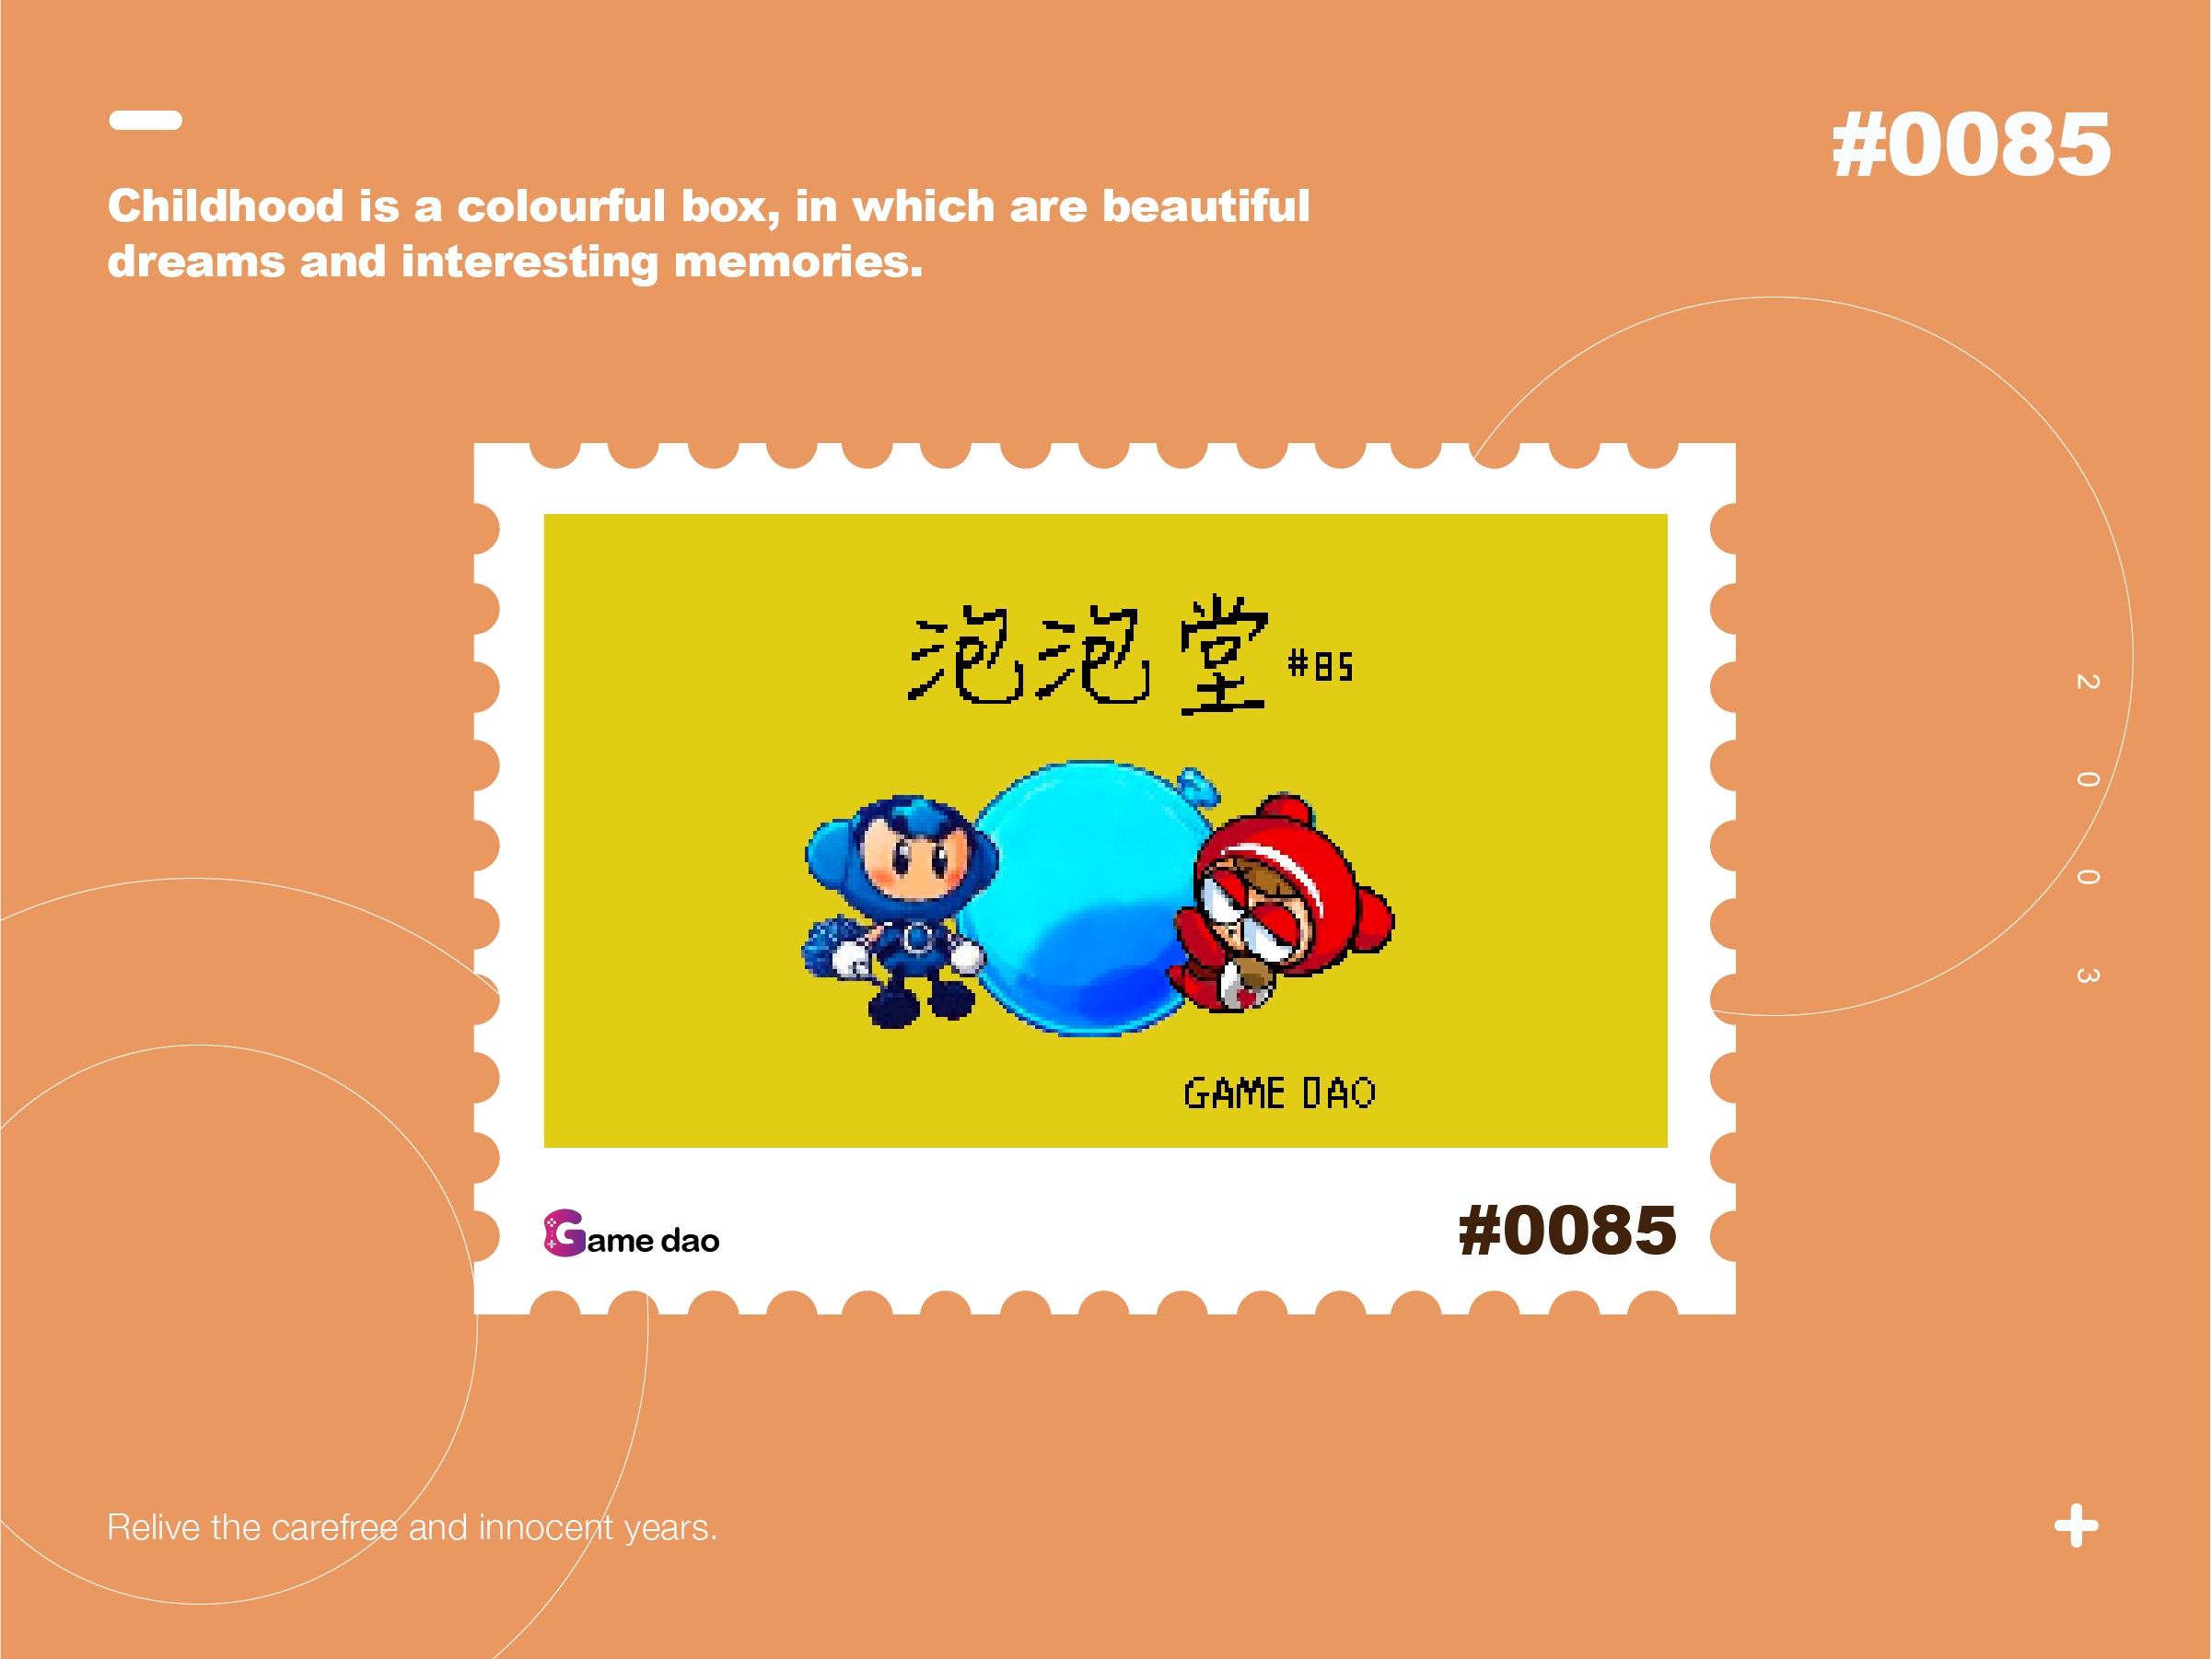 #0085
Childhood is a colourful box, in which are beautiful
dreams and interesting memories.
泡泡堂 #85
GAME DAO
Game dao
#0085
2003
Relive the carefree and innocent years.